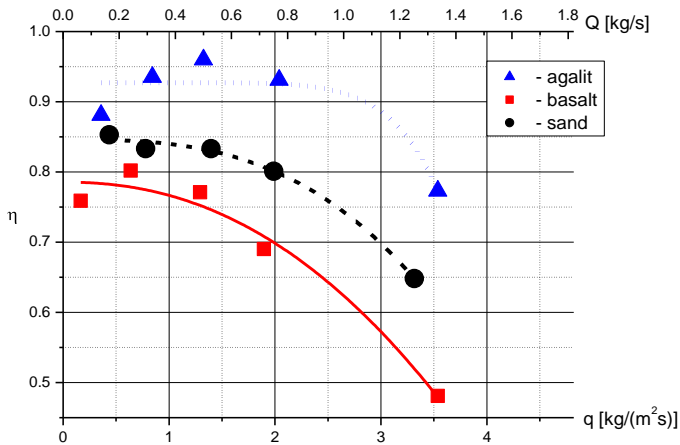 0.0 0.2 0.4 0.6 0.8 1.0 1.2 1.4 1.6 1.8
Q [kg/s]
1.0
0.9
0.8
0.7
0.6
0.5
η
- agalit
- basalt
- sand
0 1 2 3 4
q [kg/(m²s)]